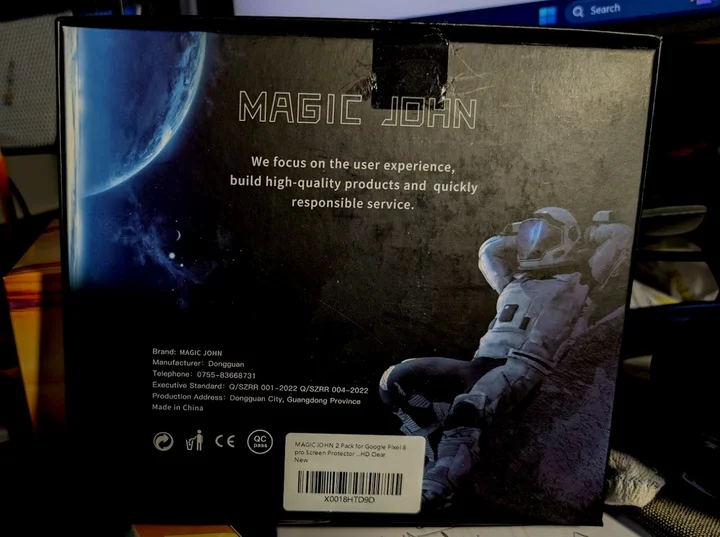 Search
MAGIC JOHN
We focus on the user experience,
build high-quality products and quickly
responsible service.
Brand: MAGIC JOHN
Manufacturer: Dongguan
Telephone: 0755-83668731
Executive Standard: Q/SZRR 001-2022 Q/SZRR 004-2022
Production Address: Dongguan City, Guangdong Province
Made in China
CE
QC
pass
MAGIC JOHN 2 Pack for Google Pixel 8
pro Screen Protector ...HD Clear
New
X0018HTD9D